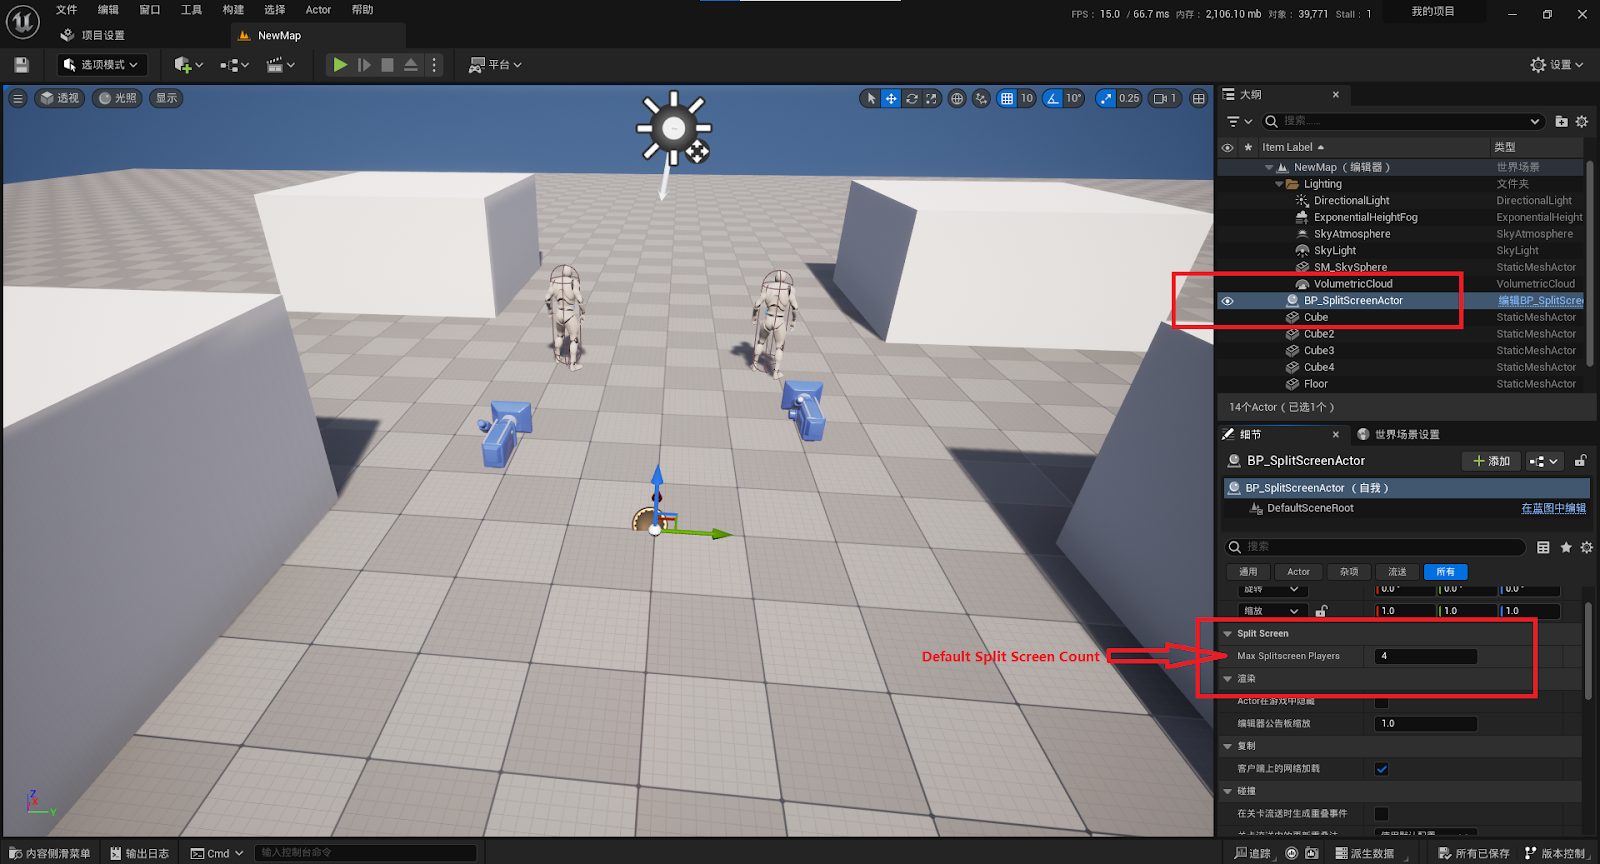 文件 编辑 窗口 工具 构建 选择 Actor 帮助
FPS： 15.0 / 66.7 ms 内存： 2,106.10 mb 对象： 39,771 Stall： 1
我的项目
项目设置
NewMap
选项模式
平台
设置
透视 光照 显示
10 10° 0.25 1
大纲
搜索......
Item Label 类型
NewMap（编辑器） 世界场景
Lighting 文件夹
DirectionalLight DirectionalLight
ExponentialHeightFog ExponentialHeight
SkyAtmosphere SkyAtmosphere
SkyLight SkyLight
SM_SkySphere StaticMeshActor
VolumetricCloud VolumetricCloud
BP_SplitScreenActor 编辑BP_SplitScree
Cube StaticMeshActor
Cube2 StaticMeshActor
Cube3 StaticMeshActor
Cube4 StaticMeshActor
Floor StaticMeshActor
14个Actor（已选1个）
细节 世界场景设置
BP_SplitScreenActor 添加
BP_SplitScreenActor （自我）
DefaultSceneRoot 在蓝图中编辑
搜索
通用 Actor 杂项 流送 所有
旋转 0.0° 0.0° 0.0°
缩放 1.0 1.0 1.0
Split Screen
Default Split Screen Count
Max Splitscreen Players 4
渲染
Actor在游戏中隐藏
编辑器公告板缩放 1.0
复制
客户端上的网络加载
碰撞
在关卡流送时生成重叠事件
Z
X
Y
内容侧滑菜单 输出日志 Cmd 输入控制台命令
追踪 派生数据 所有已保存 版本控制